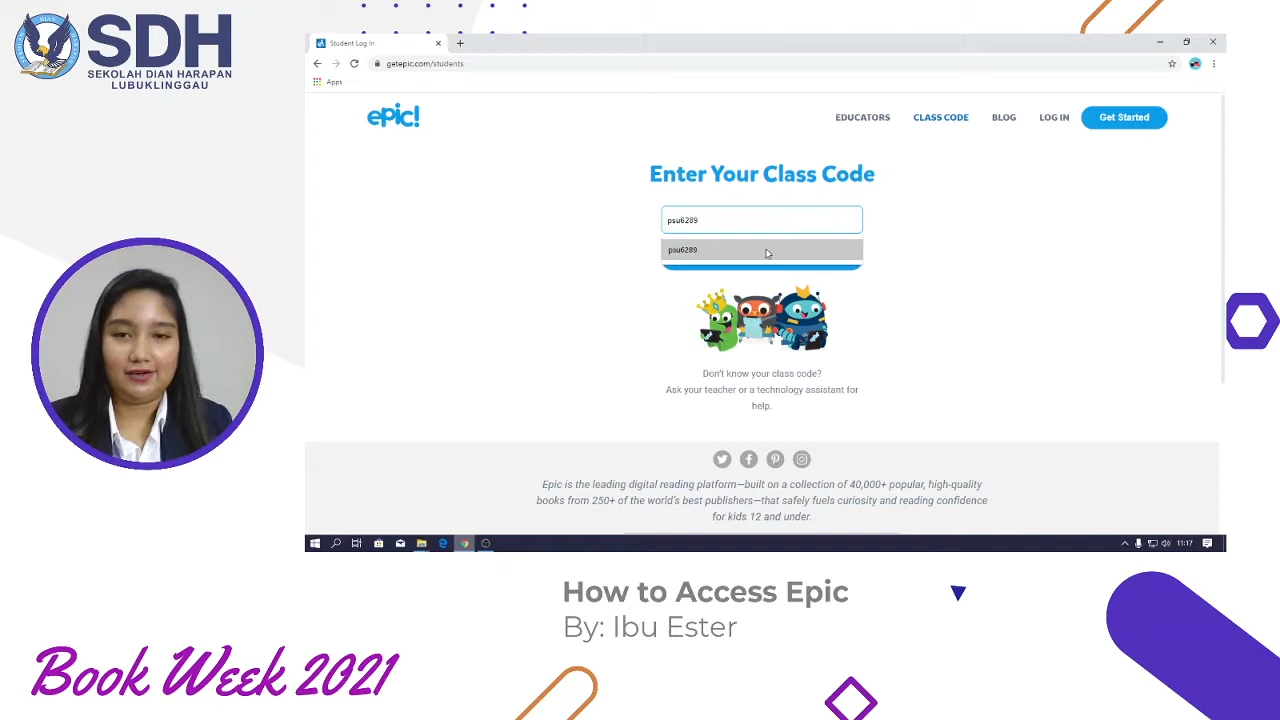 SDH
SEKOLAH DIAN HARAPAN
LUBUKLINGGAU
Student Log In
getepic.com/students
Apps
epic!
EDUCATORS
CLASS CODE
BLOG
LOG IN
Get Started
Enter Your Class Code
psu6289
psu6289
Don't know your class code?
Ask your teacher or a technology assistant for
help.
Epic is the leading digital reading platform—built on a collection of 40,000+ popular, high-quality
books from 250+ of the world's best publishers—that safely fuels curiosity and reading confidence
for kids 12 and under.
11:17
How to Access Epic
By: Ibu Ester
Book Week 2021